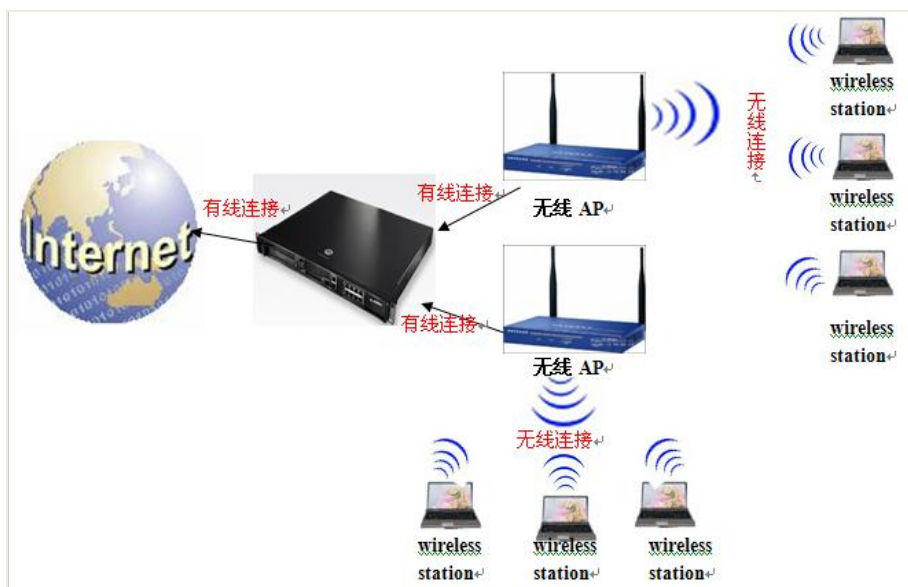 wireless
station
无线连接
wireless
station
无线 AP
有线连接
有线连接
Internet
wireless
station
有线连接
无线 AP
无线连接
wireless
station
wireless
station
wireless
station